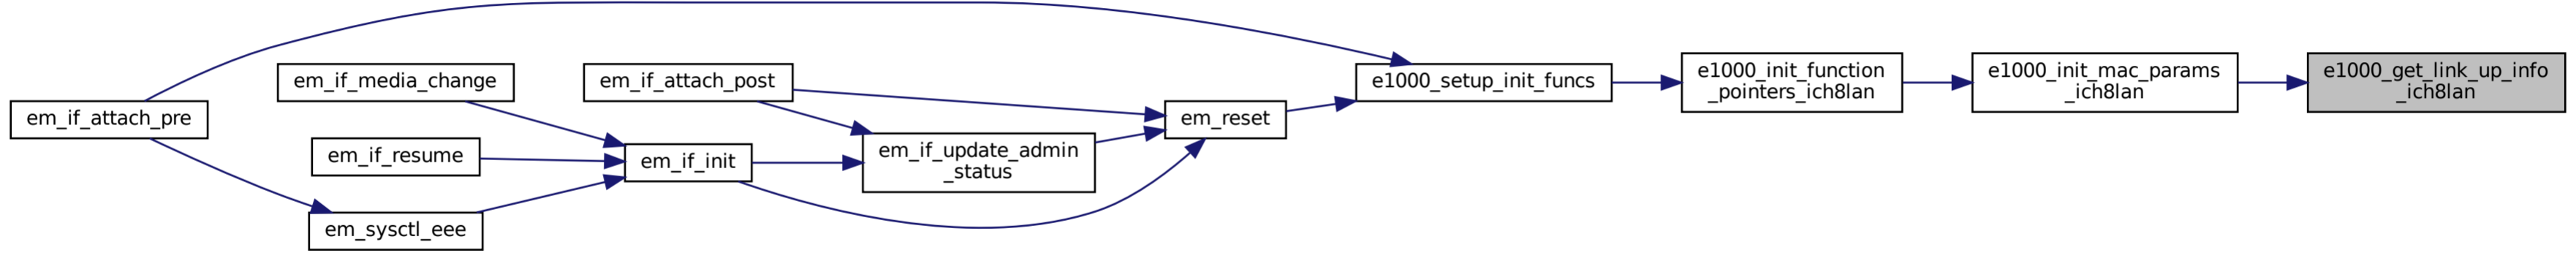 em_if_attach_pre
em_if_media_change
em_if_resume
em_sysctl_eee
em_if_attach_post
em_if_init
em_if_update_admin
_status
em_reset
e1000_setup_init_funcs
e1000_init_function
_pointers_ich8lan
e1000_init_mac_params
_ich8lan
e1000_get_link_up_info
_ich8lan